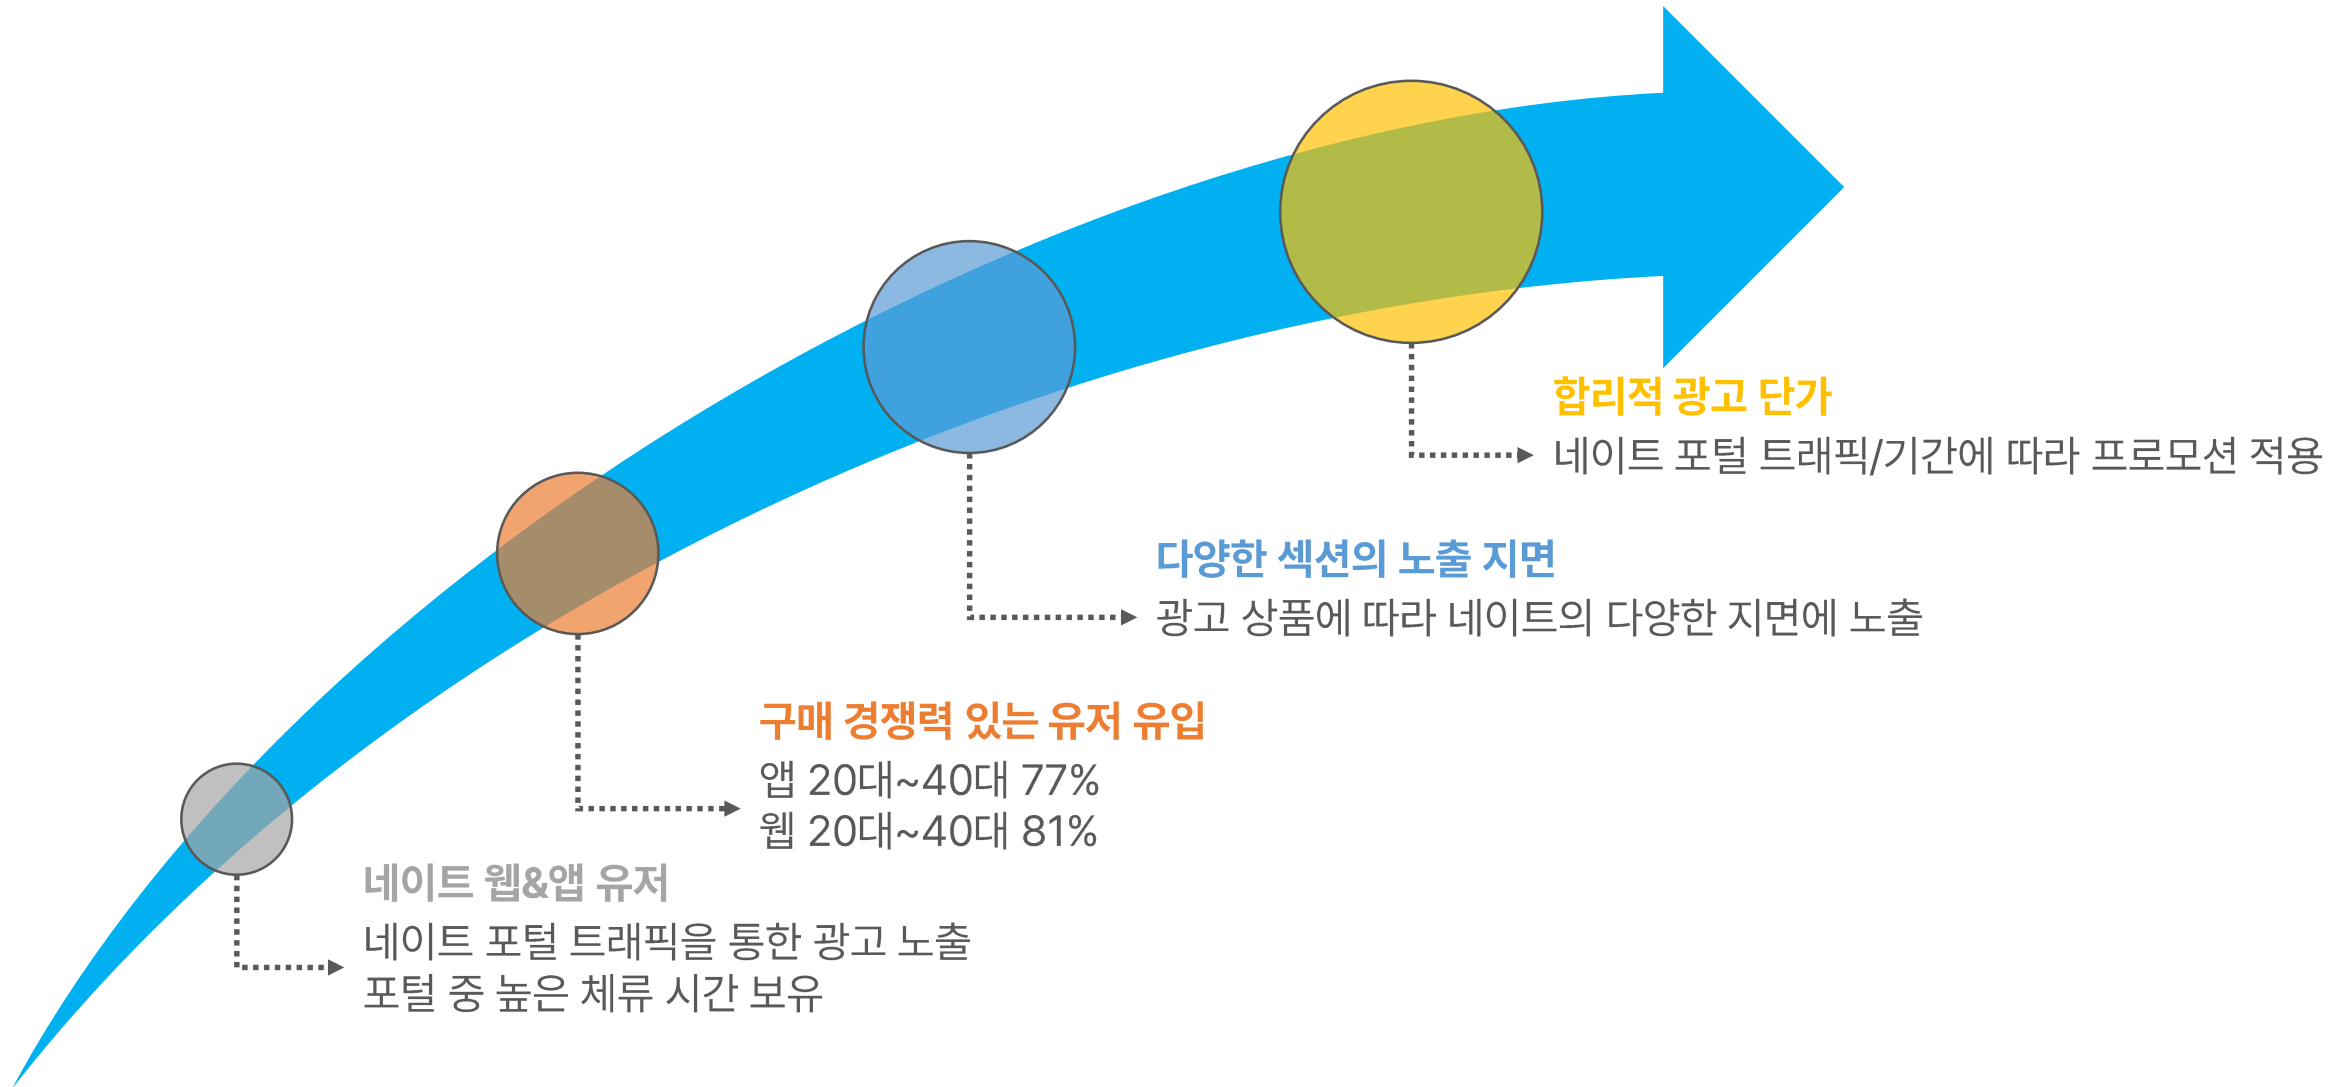 합리적 광고 단가
네이트 포털 트래픽/기간에 따라 프로모션 적용
다양한 섹션의 노출 지면
광고 상품에 따라 네이트의 다양한 지면에 노출
구매 경쟁력 있는 유저 유입
앱 20대~40대 77%
웹 20대~40대 81%
네이트 웹&앱 유저
네이트 포털 트래픽을 통한 광고 노출
포털 중 높은 체류 시간 보유